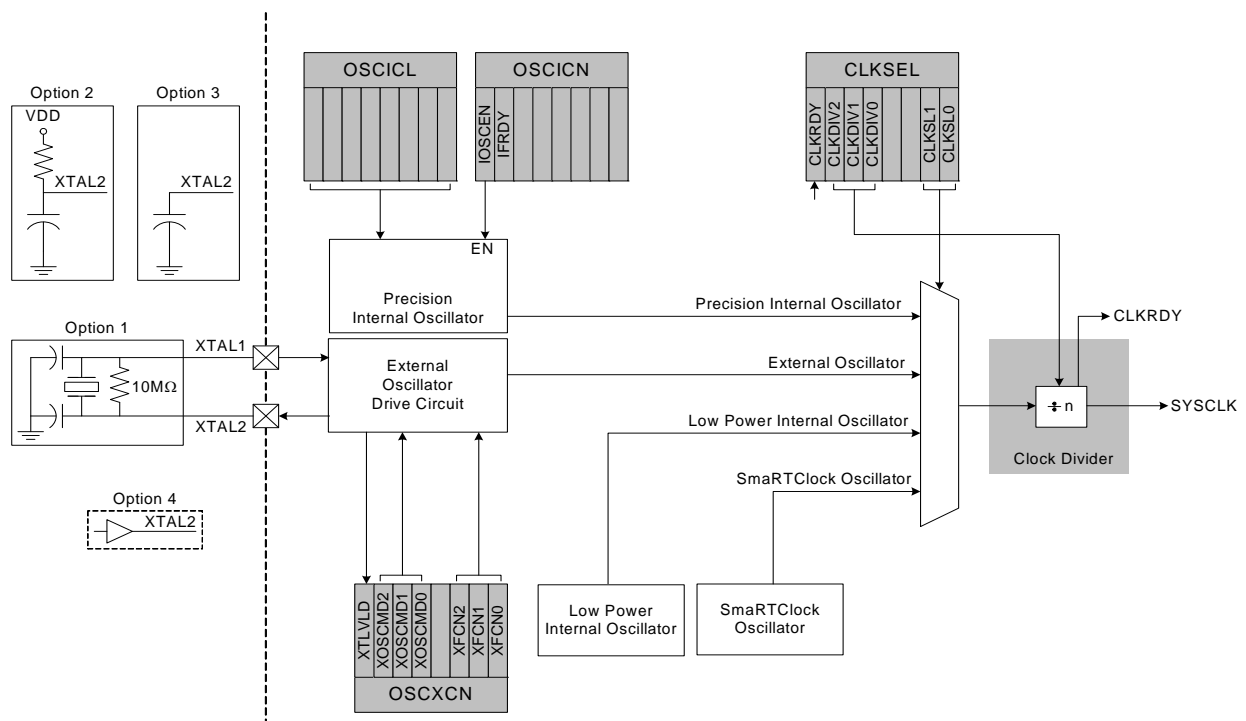 OSCICL
OSCICN
IOSCEN
IFRDY
CLKSEL
CLKRDY
CLKDIV2
CLKDIV1
CLKDIV0
CLKSL1
CLKSL0
Option 2
VDD
XTAL2
Option 3
XTAL2
EN
Precision
Internal Oscillator
Precision Internal Oscillator
CLKRDY
Option 1
XTAL1
10MΩ
XTAL2
External
Oscillator
Drive Circuit
External Oscillator
Low Power Internal Oscillator
SmaRTClock Oscillator
÷ n
SYSCLK
Clock Divider
Option 4
XTAL2
XTLVLD
XOSCMD2
XOSCMD1
XOSCMD0
XFCN2
XFCN1
XFCN0
OSCXCN
Low Power
Internal Oscillator
SmaRTClock
Oscillator